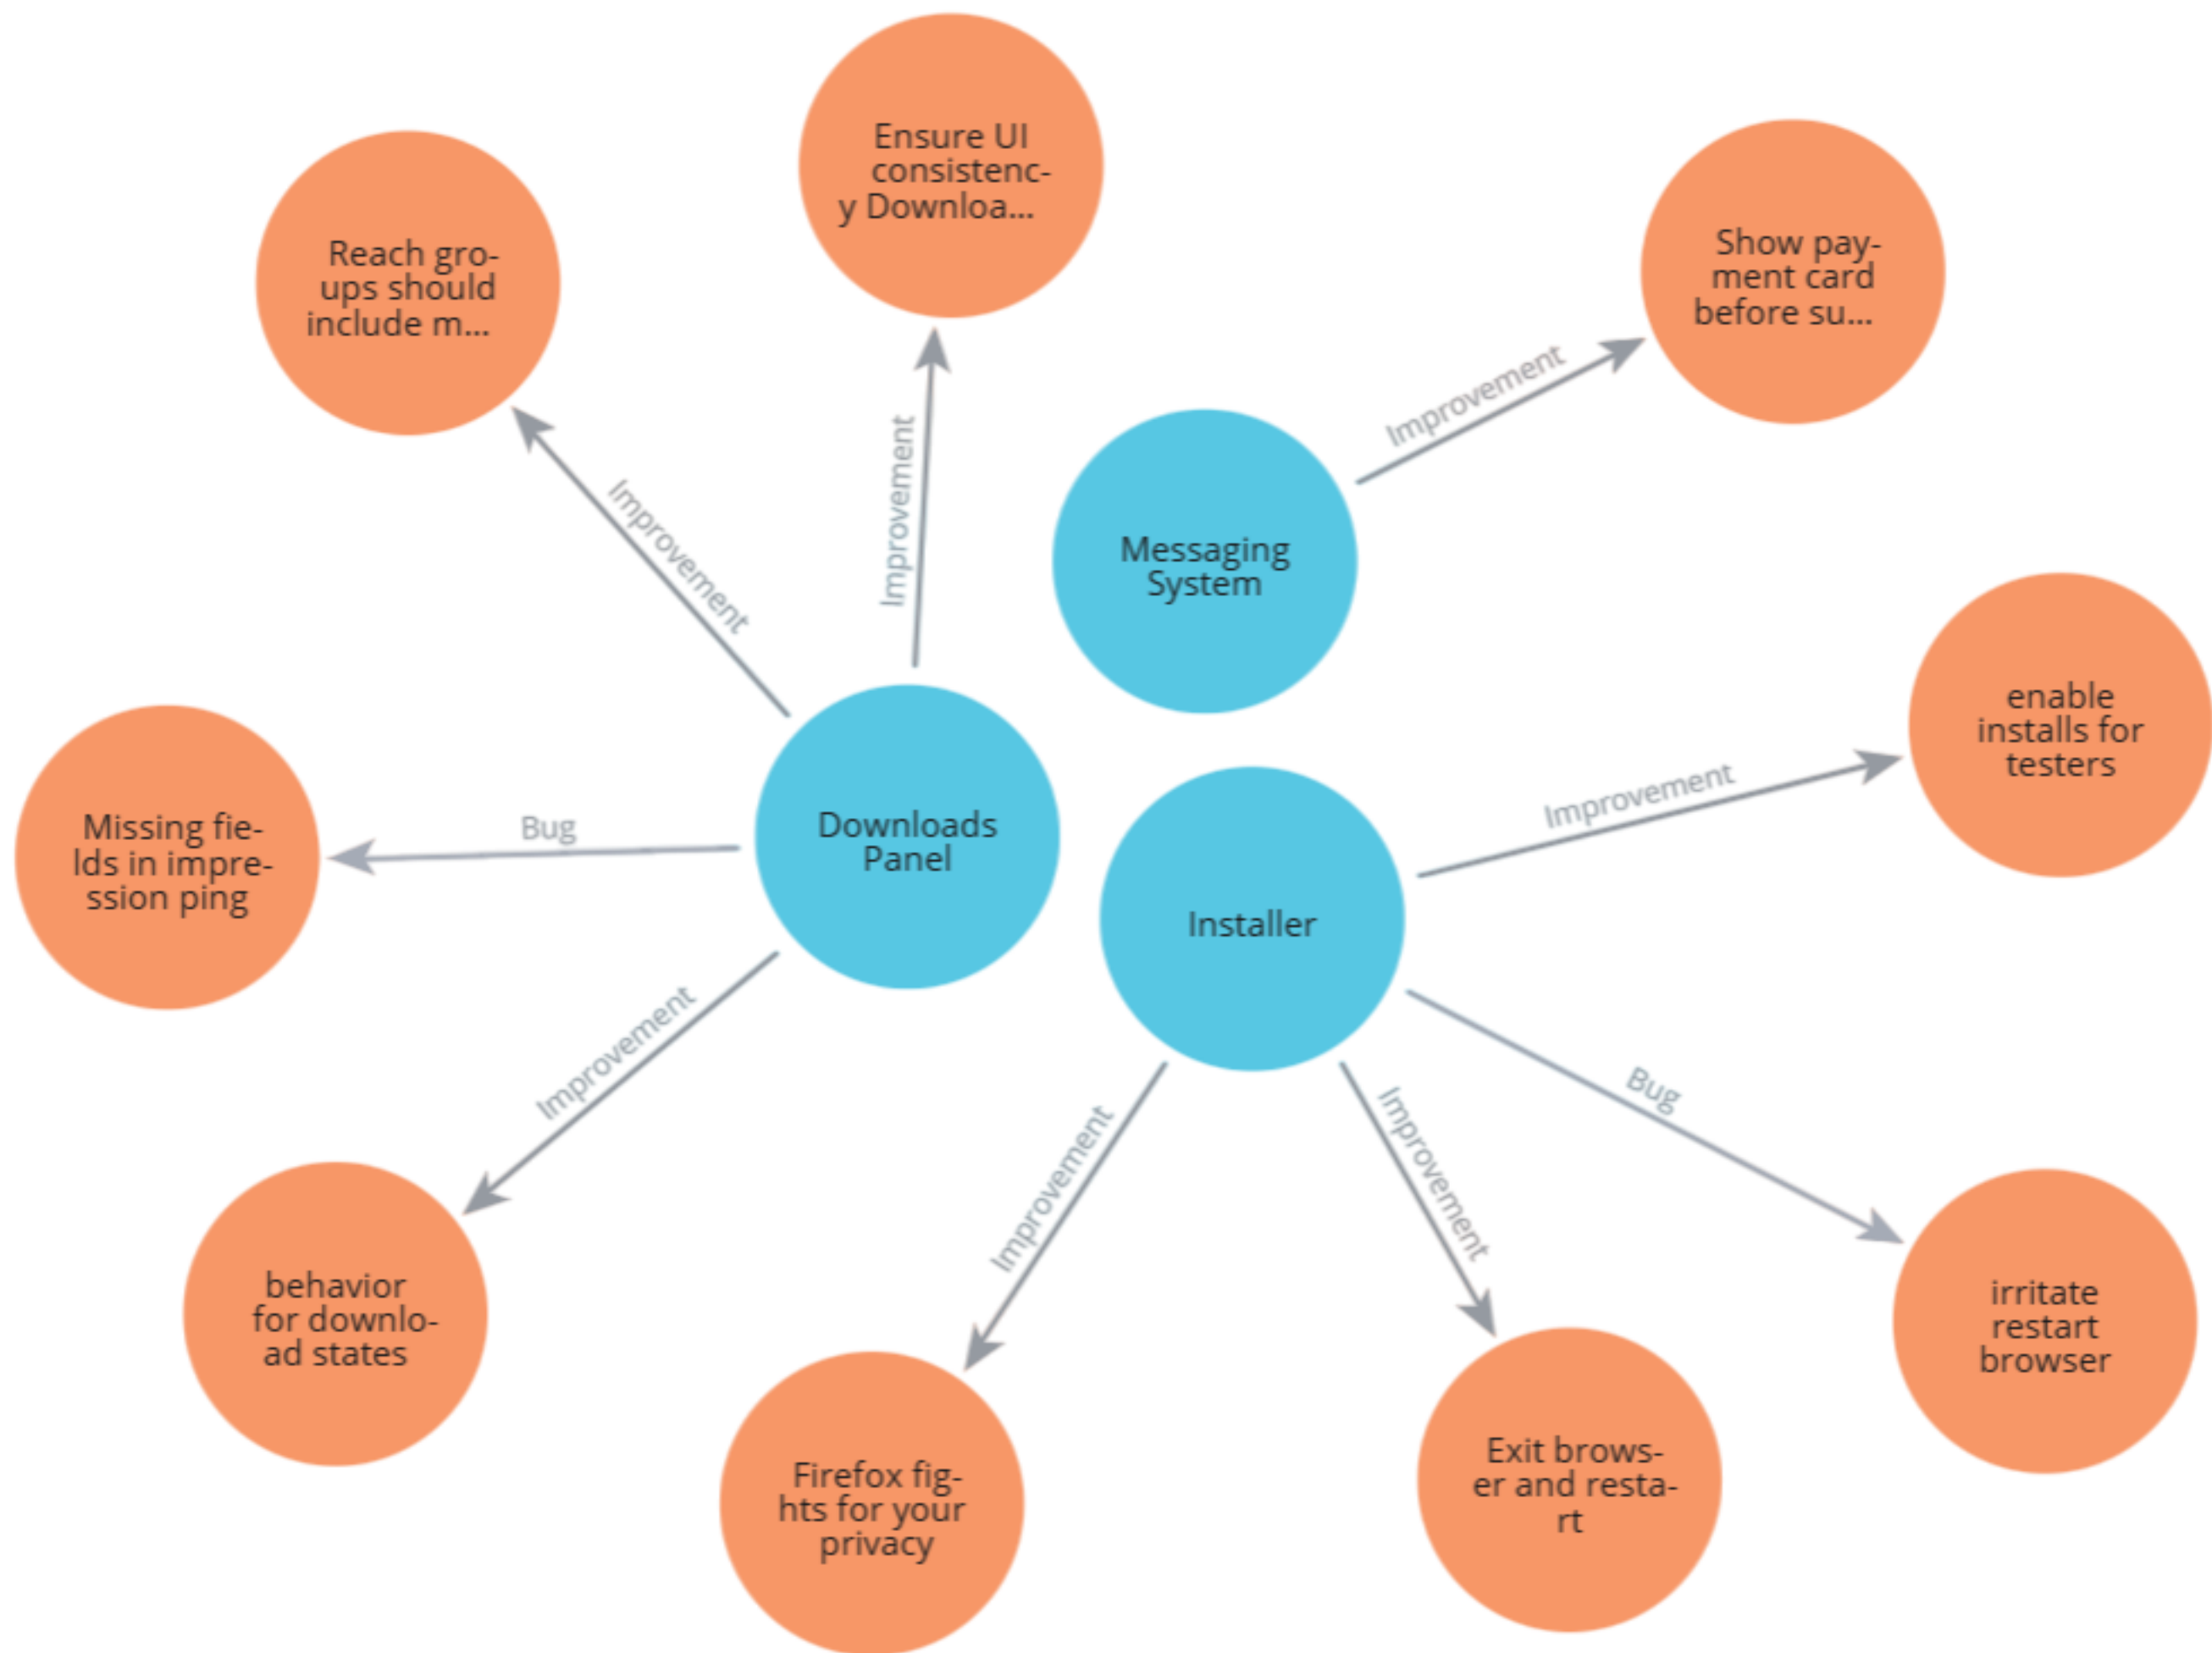 Ensure UI
consistenc-
y Downloa...
Reach gro-
ups should
include m...
Show pay-
ment card
before su...
Improvement
Improvement
Improvement
Messaging
System
enable
installs for
testers
Improvement
Missing fie-
lds in impre-
ssion ping
Bug
Downloads
Panel
Installer
Improvement
Improvement
Improvement
Bug
behavior
for downlo-
ad states
irritate
restart
browser
Firefox fig-
hts for your
privacy
Exit brows-
er and resta-
rt